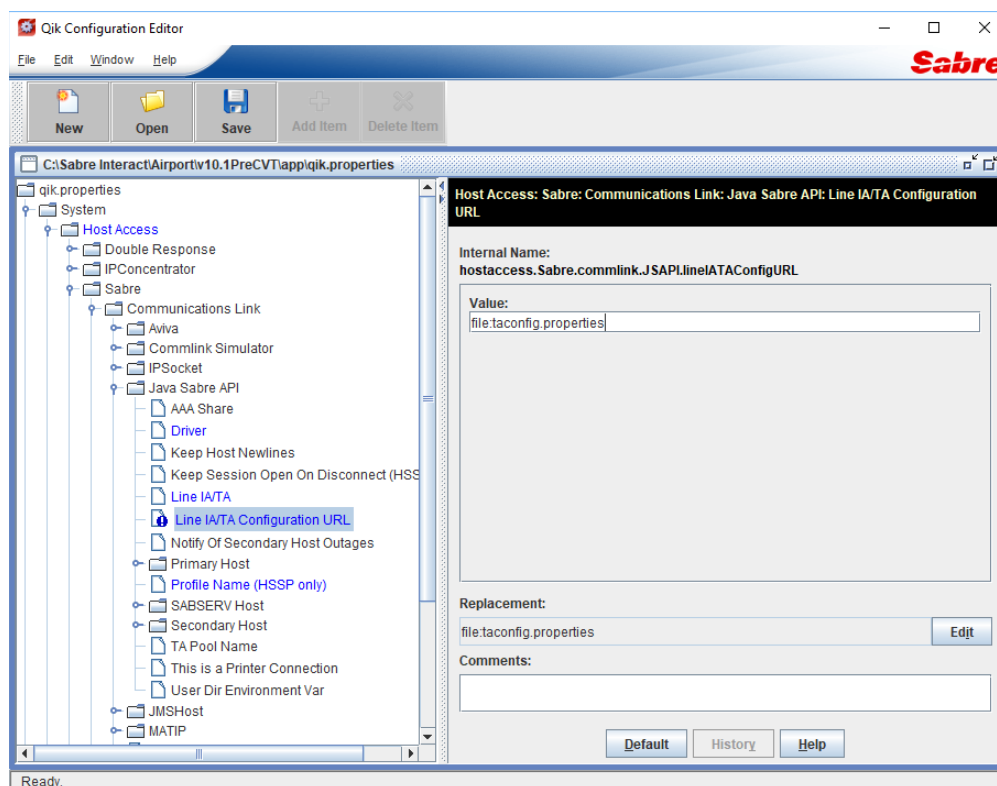 Qik Configuration Editor
File Edit Window Help
Sabre
New Open Save Add Item Delete Item
C:\Sabre Interact\Airport\v10.1PreCVT\app\qik.properties
qik.properties
System
Host Access
Double Response
IPConcentrator
Sabre
Communications Link
Aviva
Commlink Simulator
IPSocket
Java Sabre API
AAA Share
Driver
Keep Host Newlines
Keep Session Open On Disconnect (HSS
Line IA/TA
Line IA/TA Configuration URL
Notify Of Secondary Host Outages
Primary Host
Profile Name (HSSP only)
SABSERV Host
Secondary Host
TA Pool Name
This is a Printer Connection
User Dir Environment Var
JMSHost
MATIP
Host Access: Sabre: Communications Link: Java Sabre API: Line IA/TA Configuration
URL
Internal Name:
hostaccess.Sabre.commlink.JSAPI.lineIATAConfigURL
Value:
file:taconfig.properties
Replacement:
file:taconfig.properties
Edit
Comments:
Default History Help
Ready.